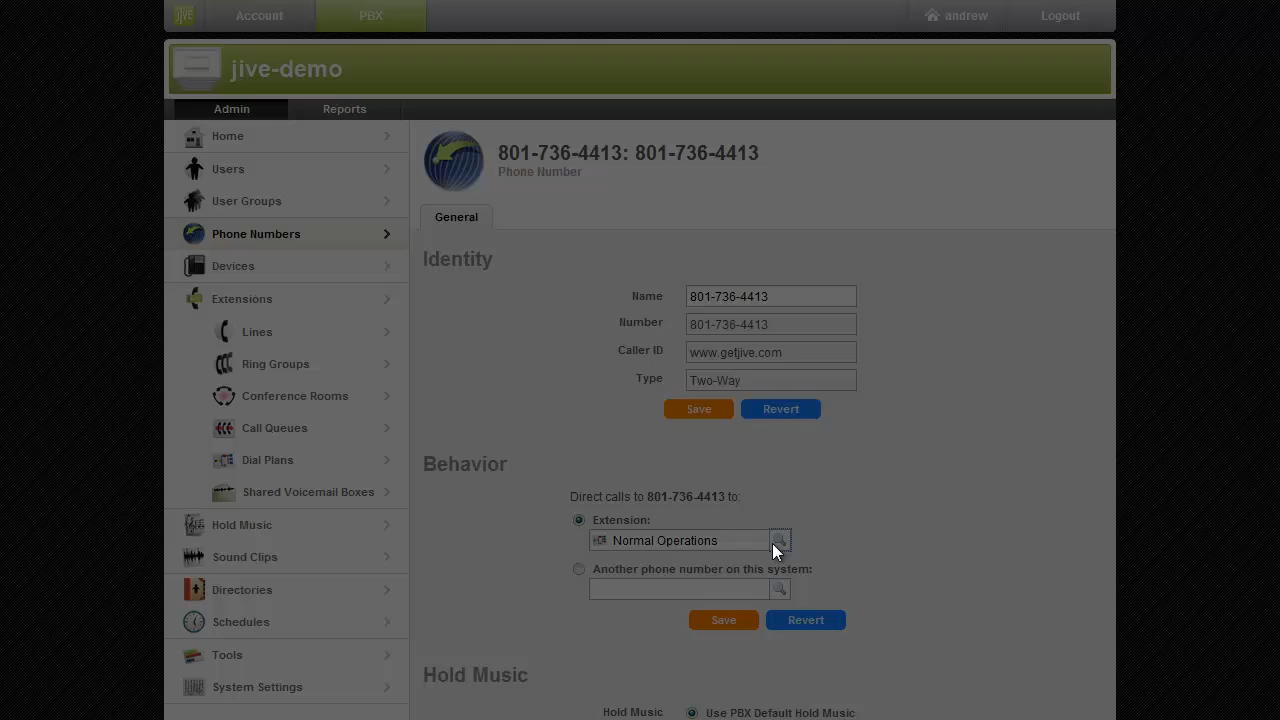 jive
Account
PBX
andrew
Logout
jive-demo
Admin
Reports
Home
Users
User Groups
Phone Numbers
Devices
Extensions
Lines
Ring Groups
Conference Rooms
Call Queues
Dial Plans
Shared Voicemail Boxes
Hold Music
Sound Clips
Directories
Schedules
Tools
System Settings
801-736-4413: 801-736-4413
Phone Number
General
Identity
Name 801-736-4413
Number 801-736-4413
Caller ID www.getjive.com
Type Two-Way
Save Revert
Behavior
Direct calls to 801-736-4413 to:
Extension:
Normal Operations
Another phone number on this system:
Save Revert
Hold Music
Hold Music Use PBX Default Hold Music